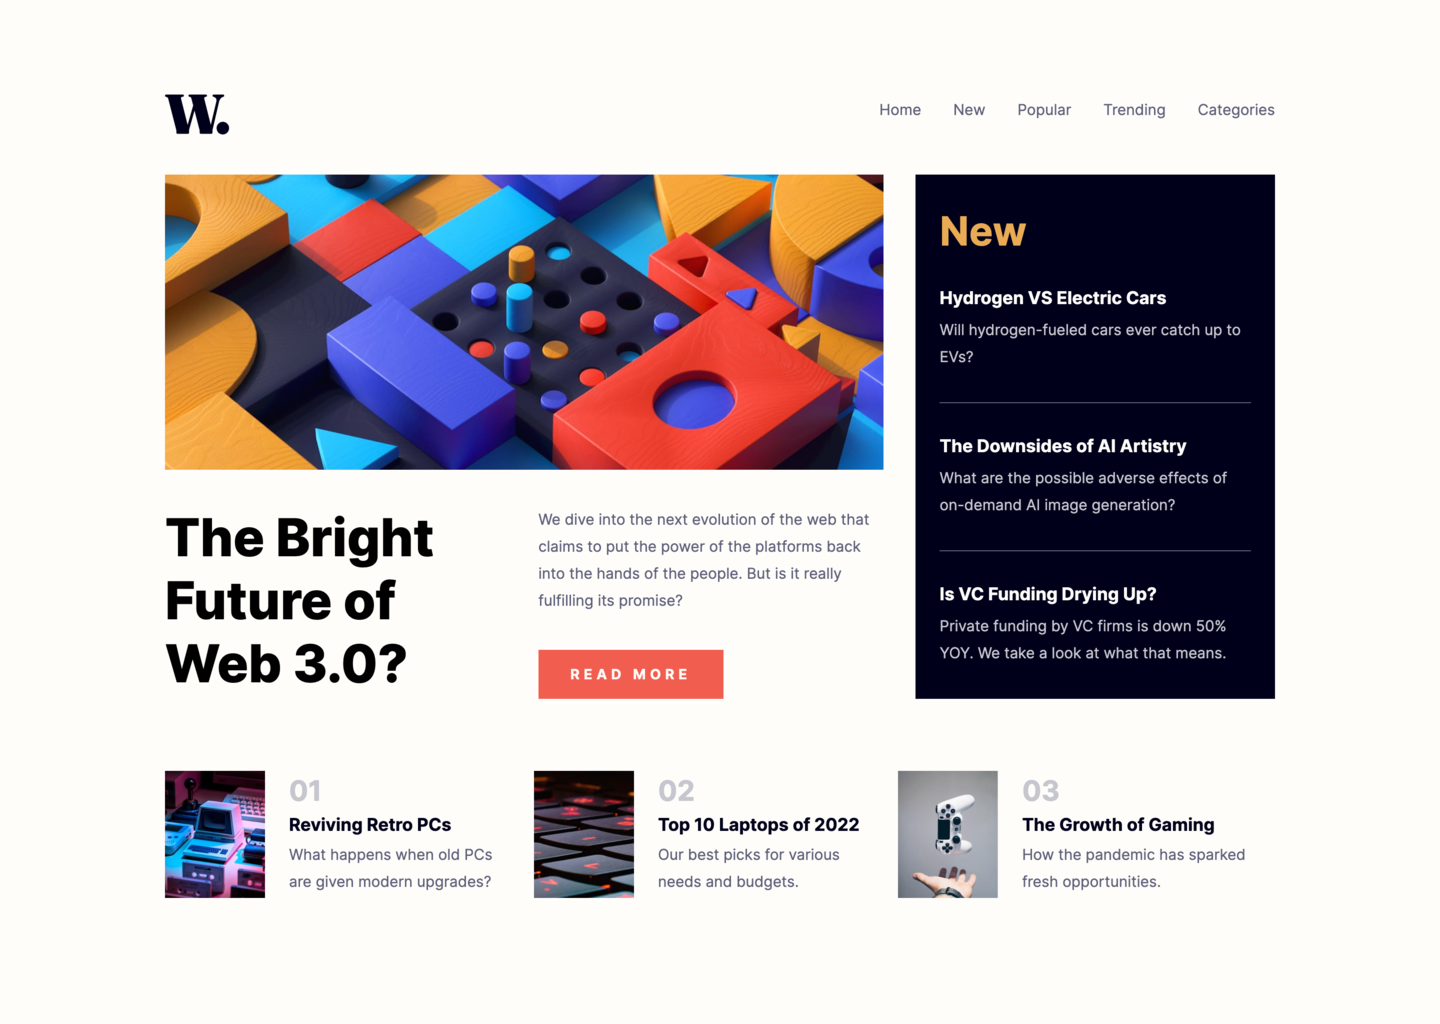 W.
Home New Popular Trending Categories
The Bright
Future of
Web 3.0?
We dive into the next evolution of the web that
claims to put the power of the platforms back
into the hands of the people. But is it really
fulfilling its promise?
READ MORE
New
Hydrogen VS Electric Cars
Will hydrogen-fueled cars ever catch up to
EVs?
The Downsides of AI Artistry
What are the possible adverse effects of
on-demand AI image generation?
Is VC Funding Drying Up?
Private funding by VC firms is down 50%
YOY. We take a look at what that means.
01
Reviving Retro PCs
What happens when old PCs
are given modern upgrades?
02
Top 10 Laptops of 2022
Our best picks for various
needs and budgets.
03
The Growth of Gaming
How the pandemic has sparked
fresh opportunities.